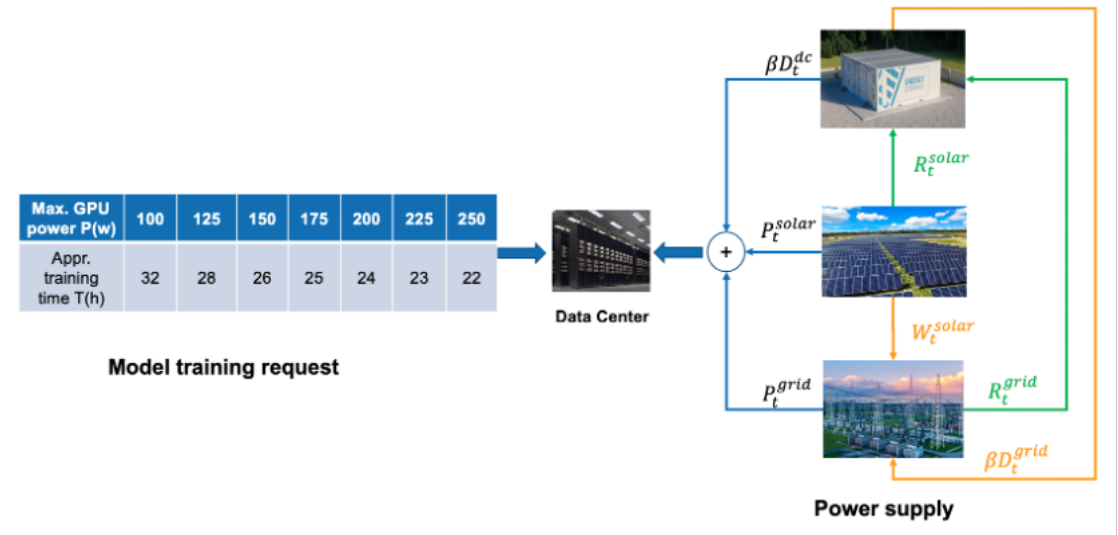 Max. GPU
power P(w)
100 125 150 175 200 225 250
Appr.
training
time T(h)
32 28 26 25 24 23 22
Model training request
Data Center
βD_t^{dc}
P_t^{solar}
P_t^{grid}
R_t^{solar}
W_t^{solar}
R_t^{grid}
βD_t^{grid}
+
ENERGY
STORAGE
Power supply